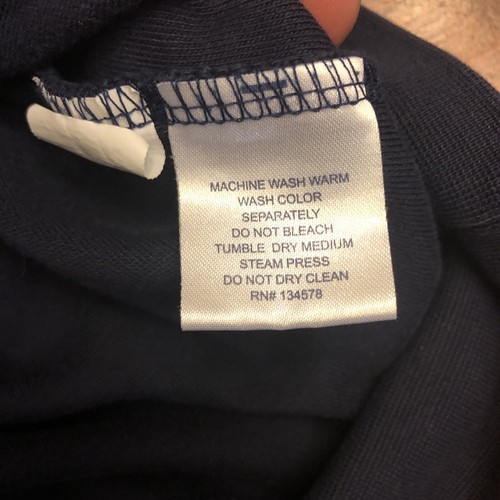 MACHINE WASH WARM
WASH COLOR
SEPARATELY
DO NOT BLEACH
TUMBLE DRY MEDIUM
STEAM PRESS
DO NOT DRY CLEAN
RN# 134578